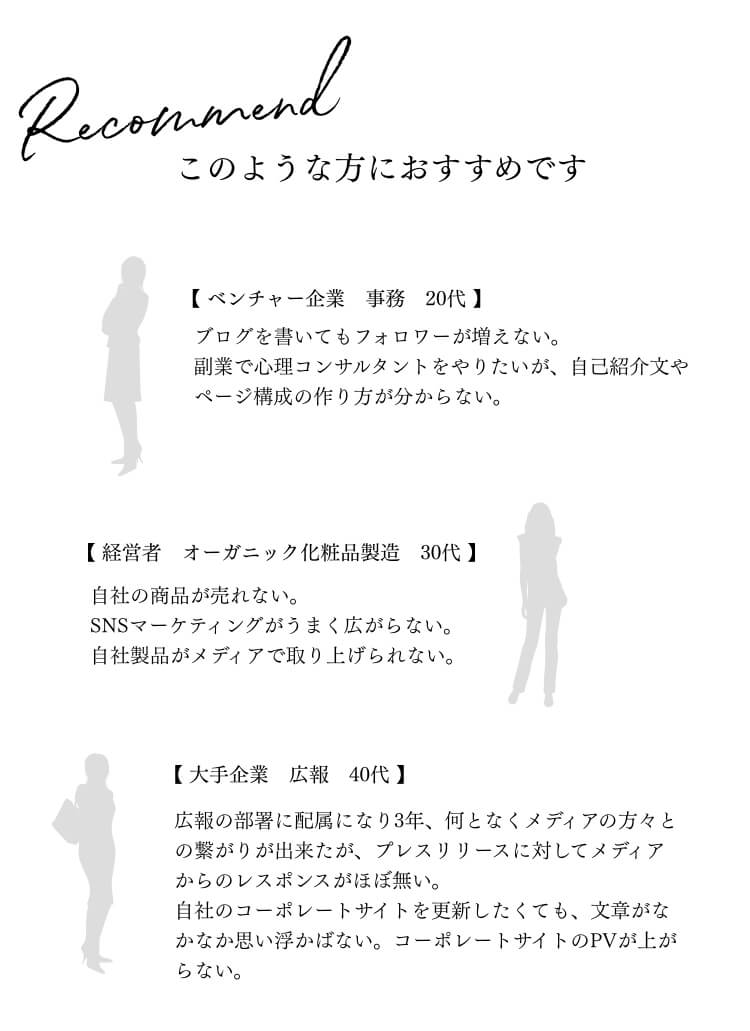 Recommend
このような方におすすめです
【 ベンチャー企業　事務　20代 】
ブログを書いてもフォロワーが増えない。
副業で心理コンサルタントをやりたいが、自己紹介文や
ページ構成の作り方が分からない。
【 経営者　オーガニック化粧品製造　30代 】
自社の商品が売れない。
SNSマーケティングがうまく広がらない。
自社製品がメディアで取り上げられない。
【 大手企業　広報　40代 】
広報の部署に配属になり3年、何となくメディアの方々と
の繋がりが出来たが、プレスリリースに対してメディア
からのレスポンスがほぼ無い。
自社のコーポレートサイトを更新したくても、文章がな
かなか思い浮かばない。コーポレートサイトのPVが上が
らない。